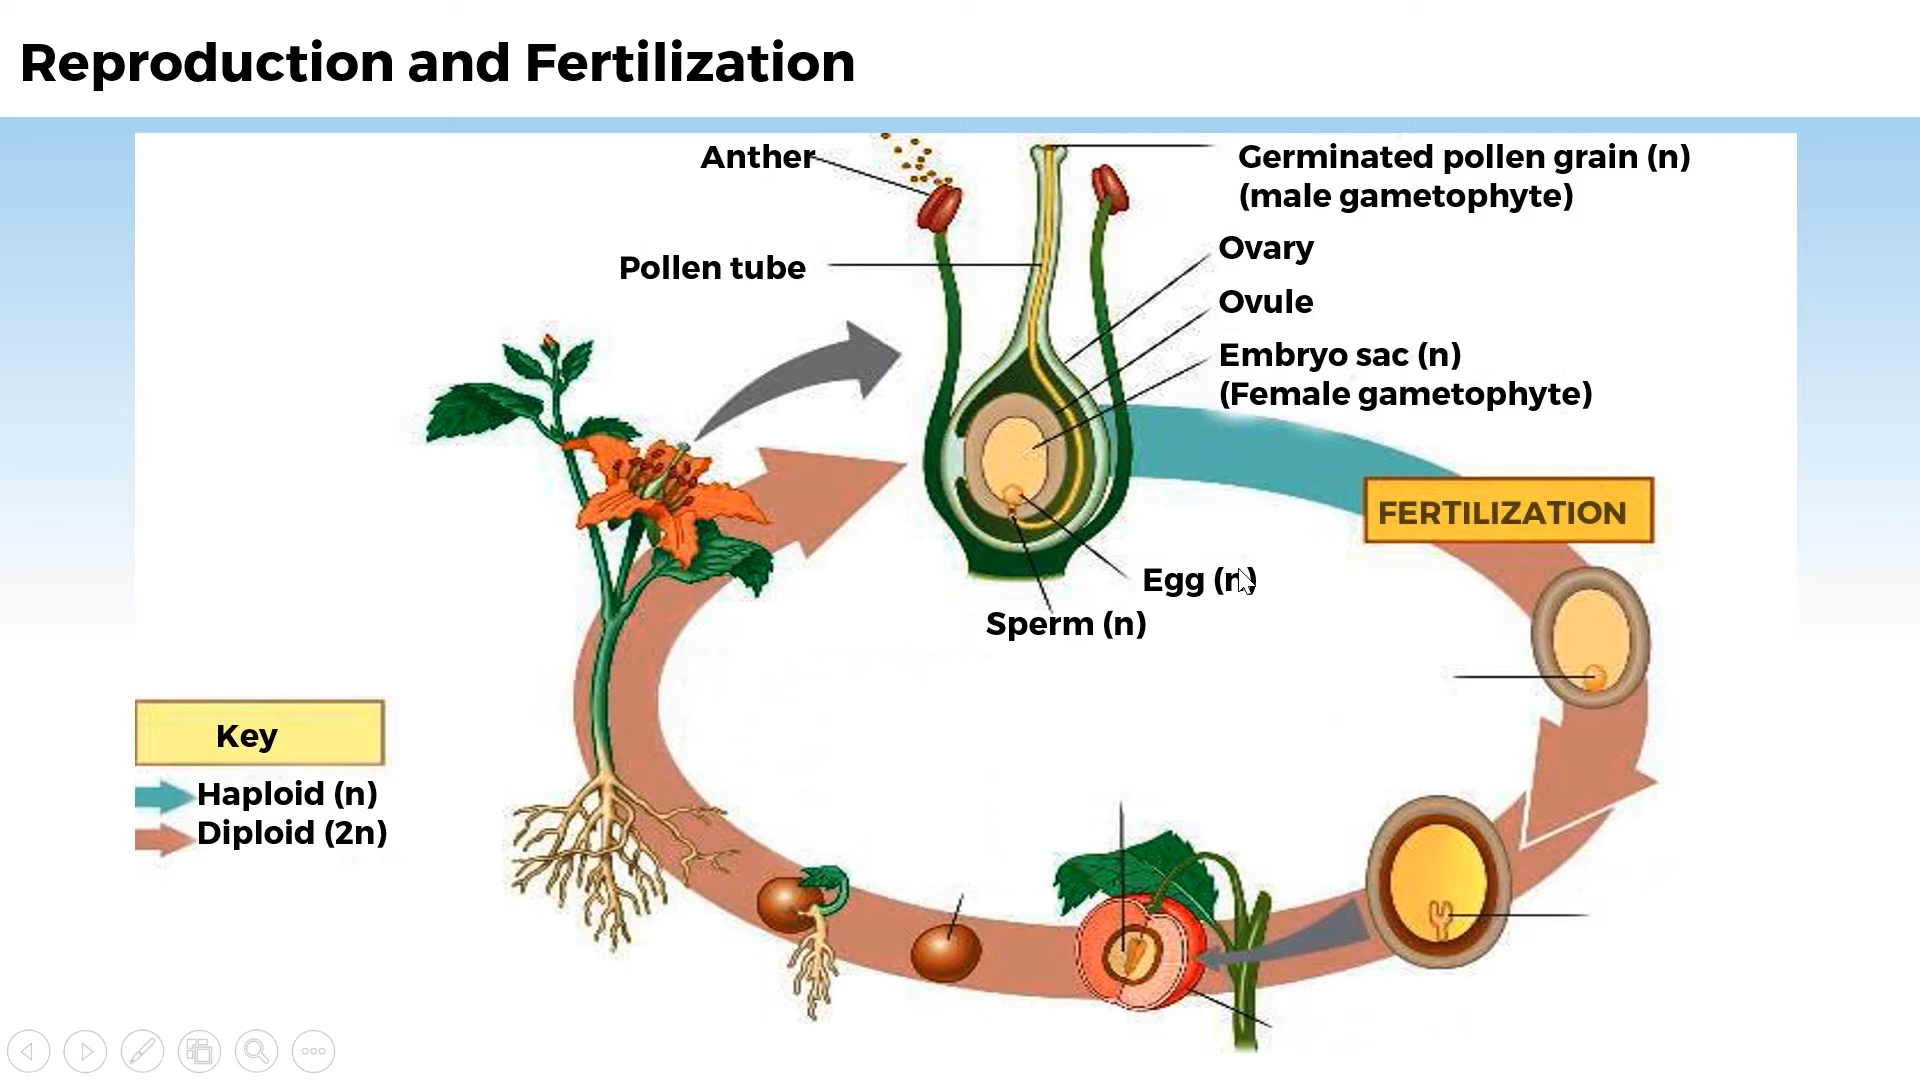 Reproduction and Fertilization
Anther
Germinated pollen grain (n)
(male gametophyte)
Pollen tube
Ovary
Ovule
Embryo sac (n)
(Female gametophyte)
FERTILIZATION
Egg (n)
Sperm (n)
Key
Haploid (n)
Diploid (2n)